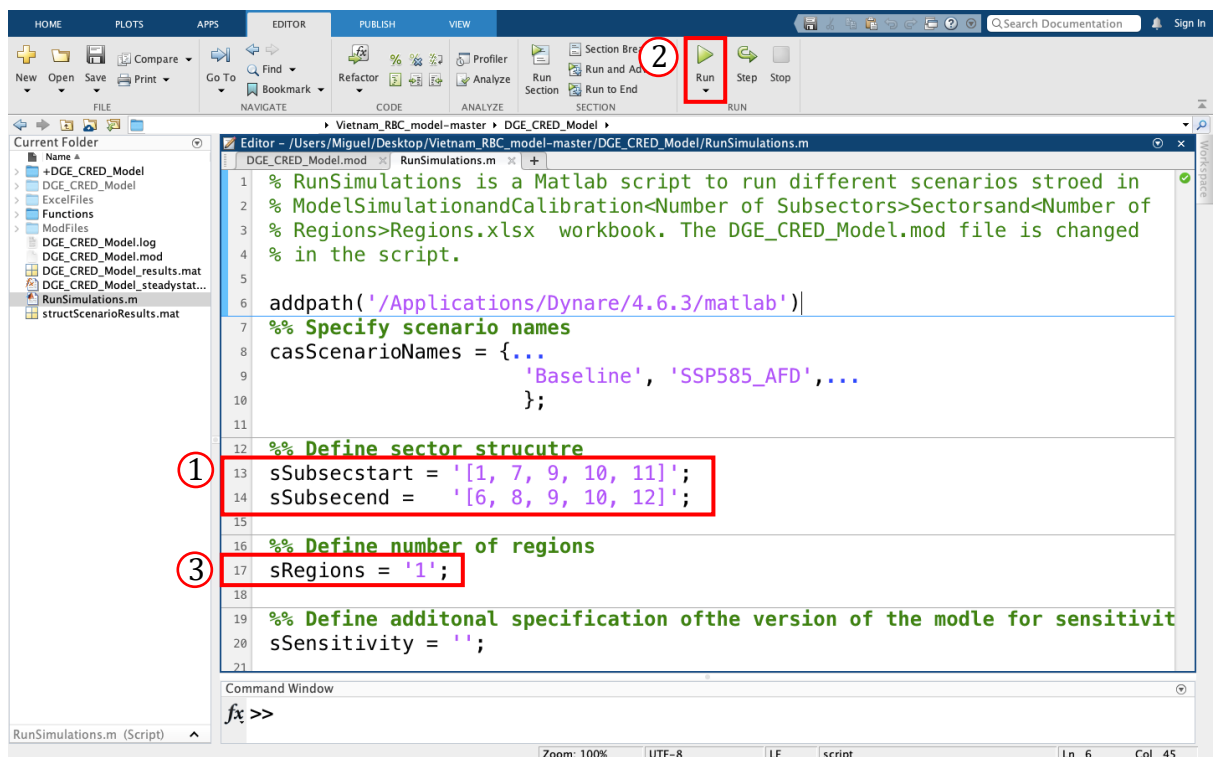 HOME PLOTS APPS EDITOR PUBLISH VIEW Search Documentation Sign In
Compare Print Go To Find Bookmark Refactor Profiler Analyze Run Section Section Bre Run and Ad Run to End ② Run Step Stop
New Open Save
FILE NAVIGATE CODE ANALYZE SECTION RUN
Vietnam_RBC_model-master ▸ DGE_CRED_Model ▸
Current Folder
Name
+DGE_CRED_Model
DGE_CRED_Model
ExcelFiles
Functions
ModFiles
DGE_CRED_Model.log
DGE_CRED_Model.mod
DGE_CRED_Model_results.mat
DGE_CRED_Model_steadystat...
RunSimulations.m
structScenarioResults.mat
RunSimulations.m (Script)
Editor - /Users/Miguel/Desktop/Vietnam_RBC_model-master/DGE_CRED_Model/RunSimulations.m
DGE_CRED_Model.mod RunSimulations.m +
1 % RunSimulations is a Matlab script to run different scenarios stroed in
2 % ModelSimulationandCalibration<Number of Subsectors>Sectorsand<Number of
3 % Regions>Regions.xlsx  workbook. The DGE_CRED_Model.mod file is changed
4 % in the script.
5
6 addpath('/Applications/Dynare/4.6.3/matlab')
7 %% Specify scenario names
8 casScenarioNames = {...
9 'Baseline', 'SSP585_AFD',...
10 };
11
12 %% Define sector strucutre
① 13 sSubsecstart = '[1, 7, 9, 10, 11]';
14 sSubsecend =   '[6, 8, 9, 10, 12]';
15
16 %% Define number of regions
③ 17 sRegions = '1';
18
19 %% Define additonal specification ofthe version of the modle for sensitivit
20 sSensitivity = '';
21
Workspace
Command Window
fx >>
Zoom: 100% UTF-8 LF script Ln 6 Col 45